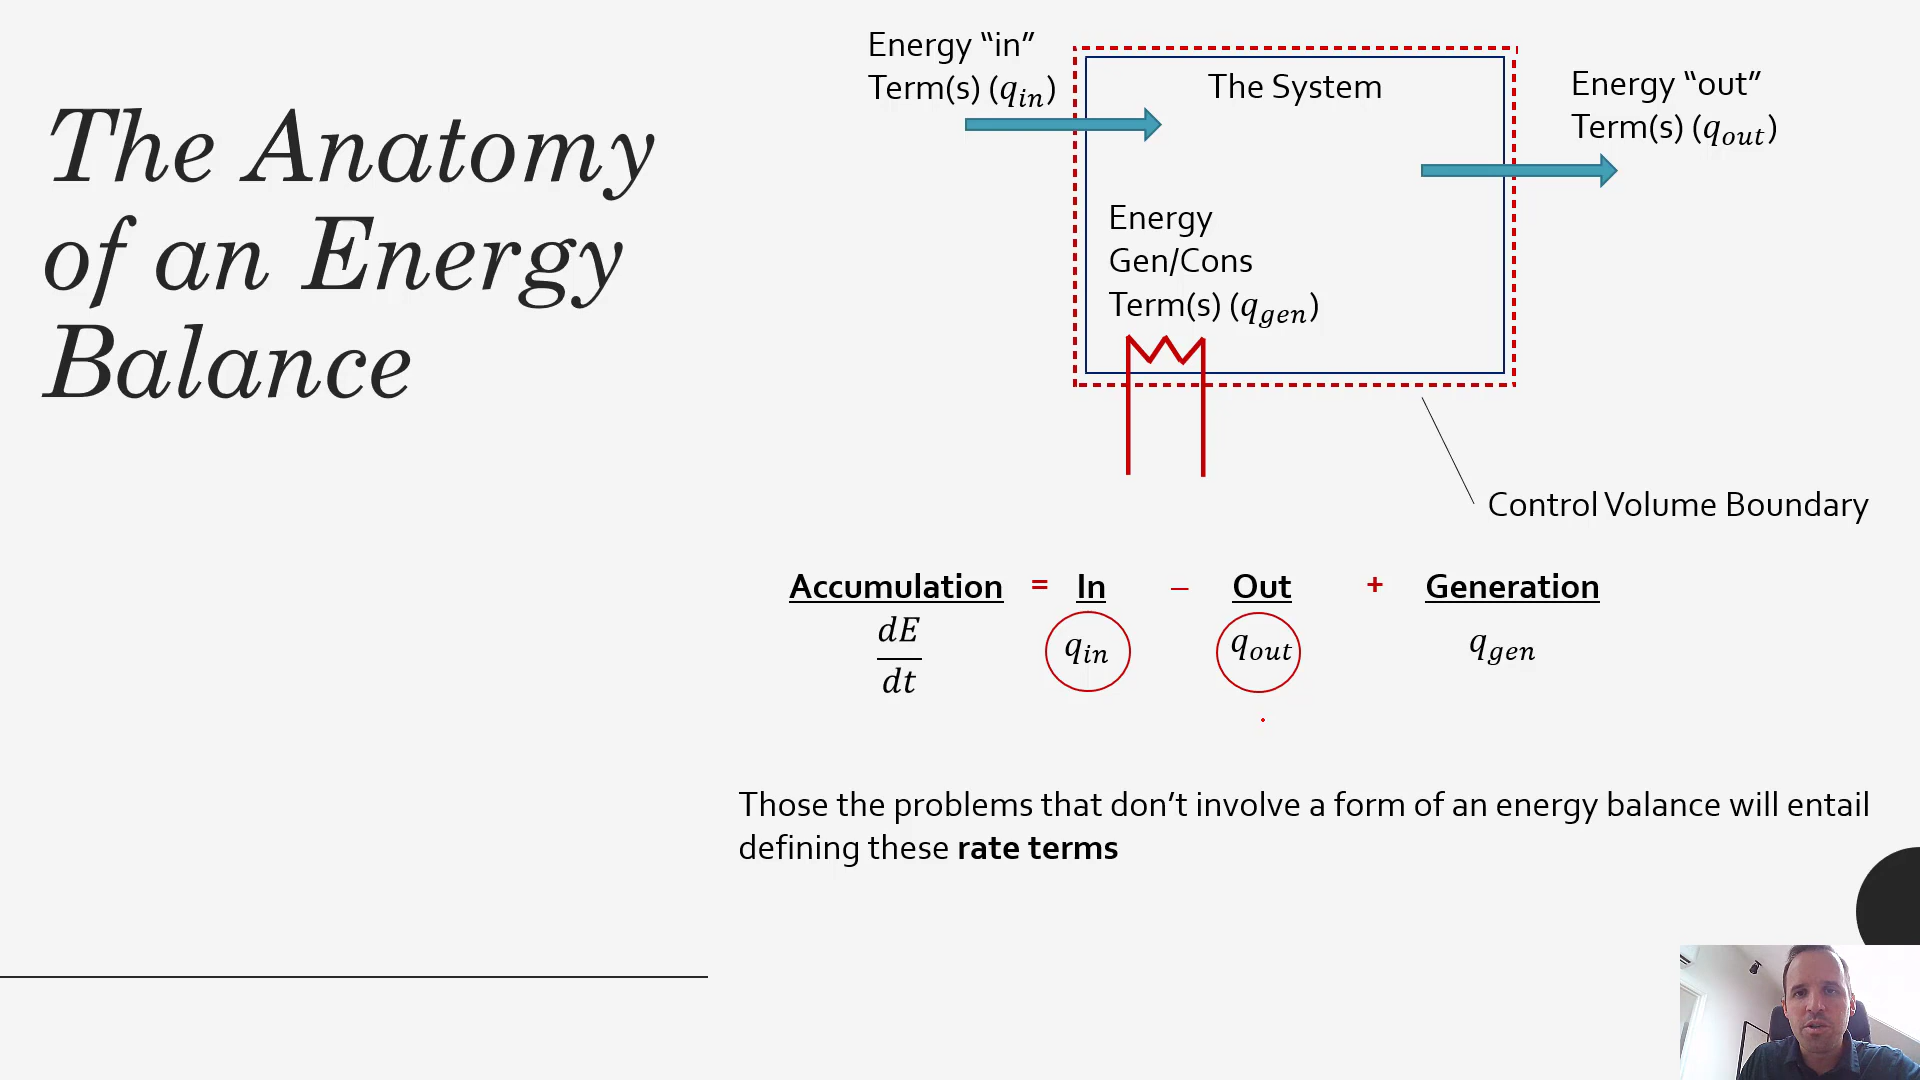 The Anatomy
of an Energy
Balance
Energy “in”
Term(s) (q_in)
The System
Energy “out”
Term(s) (q_out)
Energy
Gen/Cons
Term(s) (q_gen)
Control Volume Boundary
Accumulation = In − Out + Generation
dE/dt q_in q_out q_gen
Those the problems that don’t involve a form of an energy balance will entail
defining these rate terms